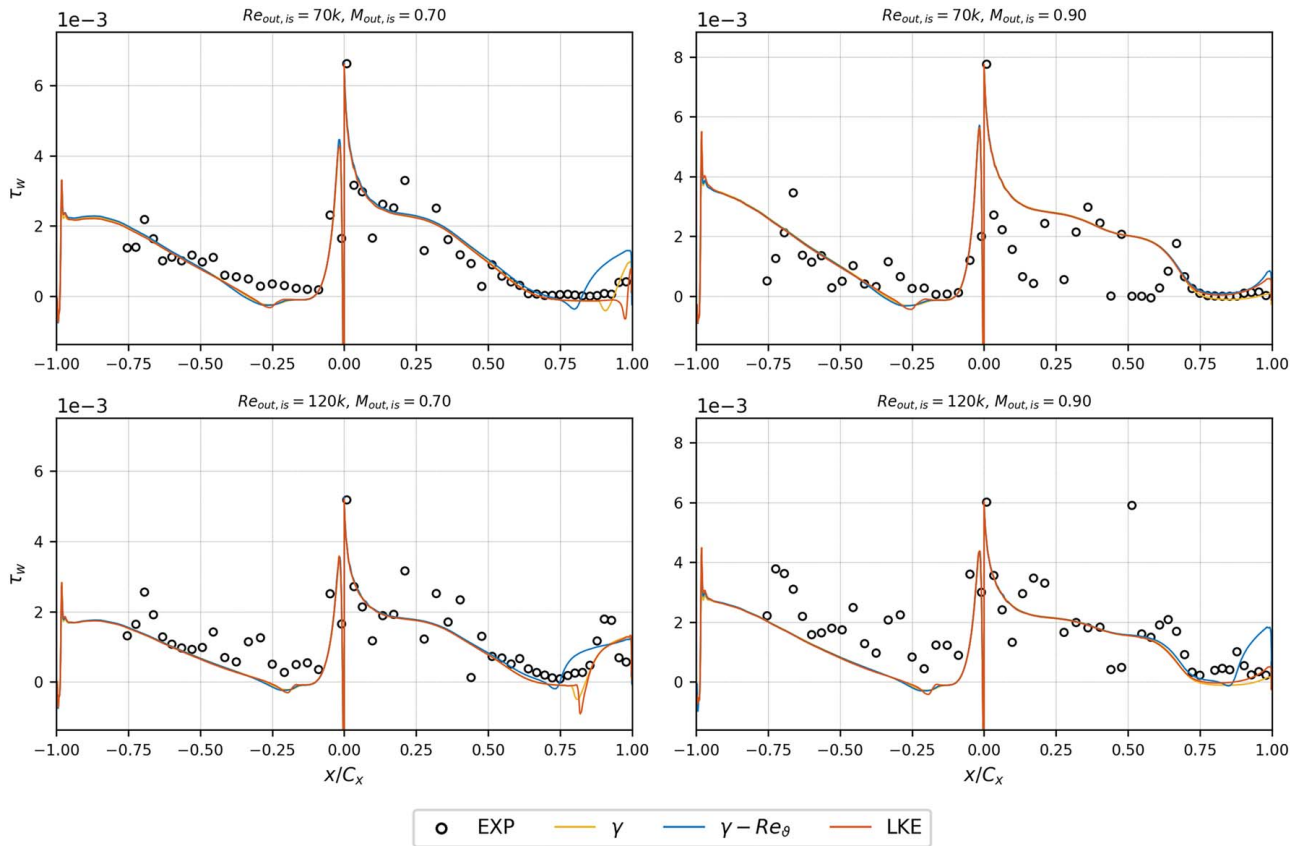 Re_out,is = 70k, M_out,is = 0.70
1e−3
6
4
2
0
τ_w
−1.00 −0.75 −0.50 −0.25 0.00 0.25 0.50 0.75 1.00
Re_out,is = 70k, M_out,is = 0.90
1e−3
8
6
4
2
0
−1.00 −0.75 −0.50 −0.25 0.00 0.25 0.50 0.75 1.00
Re_out,is = 120k, M_out,is = 0.70
1e−3
6
4
2
0
τ_w
−1.00 −0.75 −0.50 −0.25 0.00 0.25 0.50 0.75 1.00
x/C_x
Re_out,is = 120k, M_out,is = 0.90
1e−3
8
6
4
2
0
−1.00 −0.75 −0.50 −0.25 0.00 0.25 0.50 0.75 1.00
x/C_x
EXP γ γ − Re_ϑ LKE